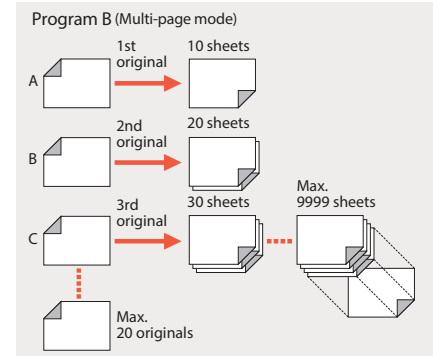 Program B (Multi-page mode)
1st
original
10 sheets
A
2nd
original
20 sheets
B
3rd
original
30 sheets
Max.
9999 sheets
C
Max.
20 originals